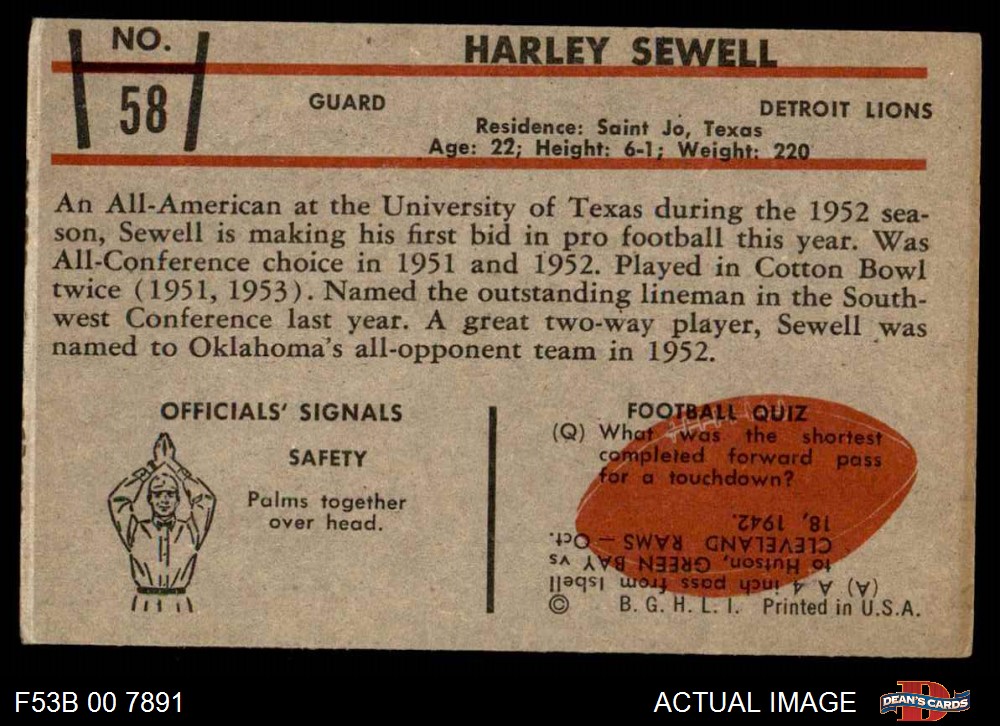 NO.
58
HARLEY SEWELL
GUARD
DETROIT LIONS
Residence: Saint Jo, Texas
Age: 22; Height: 6-1; Weight: 220
An All-American at the University of Texas during the 1952 sea-
son, Sewell is making his first bid in pro football this year. Was
All-Conference choice in 1951 and 1952. Played in Cotton Bowl
twice (1951, 1953). Named the outstanding lineman in the South-
west Conference last year. A great two-way player, Sewell was
named to Oklahoma's all-opponent team in 1952.
OFFICIALS' SIGNALS
SAFETY
Palms together
over head.
FOOTBALL QUIZ
(Q) What was the shortest
completed forward pass
for a touchdown?
(A) A 4 inch pass from Isbell
to Hutson, GREEN BAY vs
CLEVELAND RAMS — Oct.
18, 1942.
© B. G. H. L. I. Printed in U.S.A.
F53B 00 7891
ACTUAL IMAGE
DEAN'S CARDS